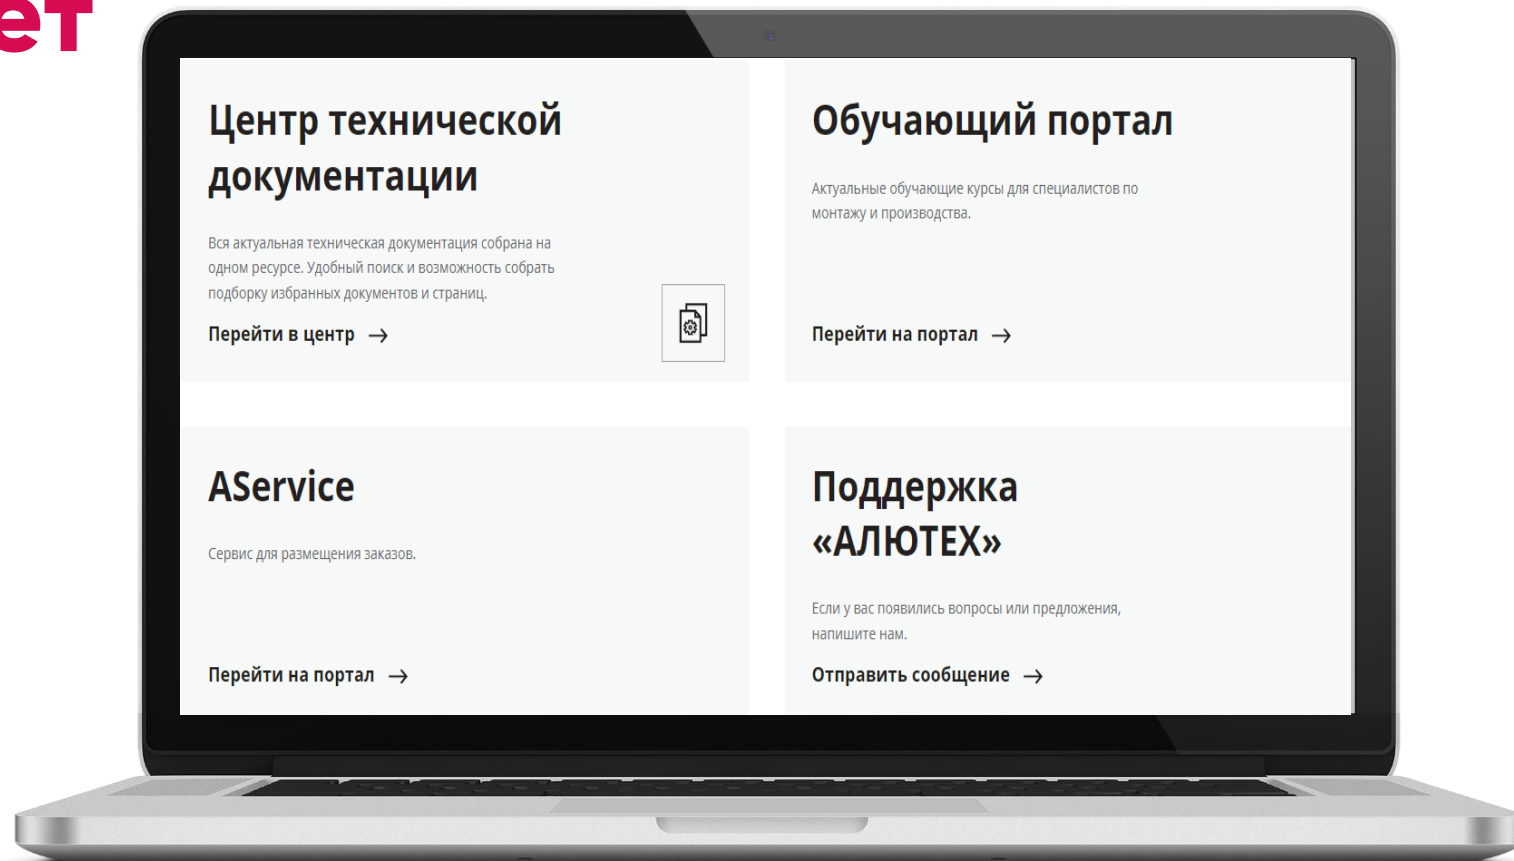 ет
Центр технической
документации
Вся актуальная техническая документация собрана на
одном ресурсе. Удобный поиск и возможность собрать
подборку избранных документов и страниц.
Перейти в центр
Обучающий портал
Актуальные обучающие курсы для специалистов по
монтажу и производства.
Перейти на портал
AService
Сервис для размещения заказов.
Перейти на портал
Поддержка
«АЛЮТЕХ»
Если у вас появились вопросы или предложения,
напишите нам.
Отправить сообщение